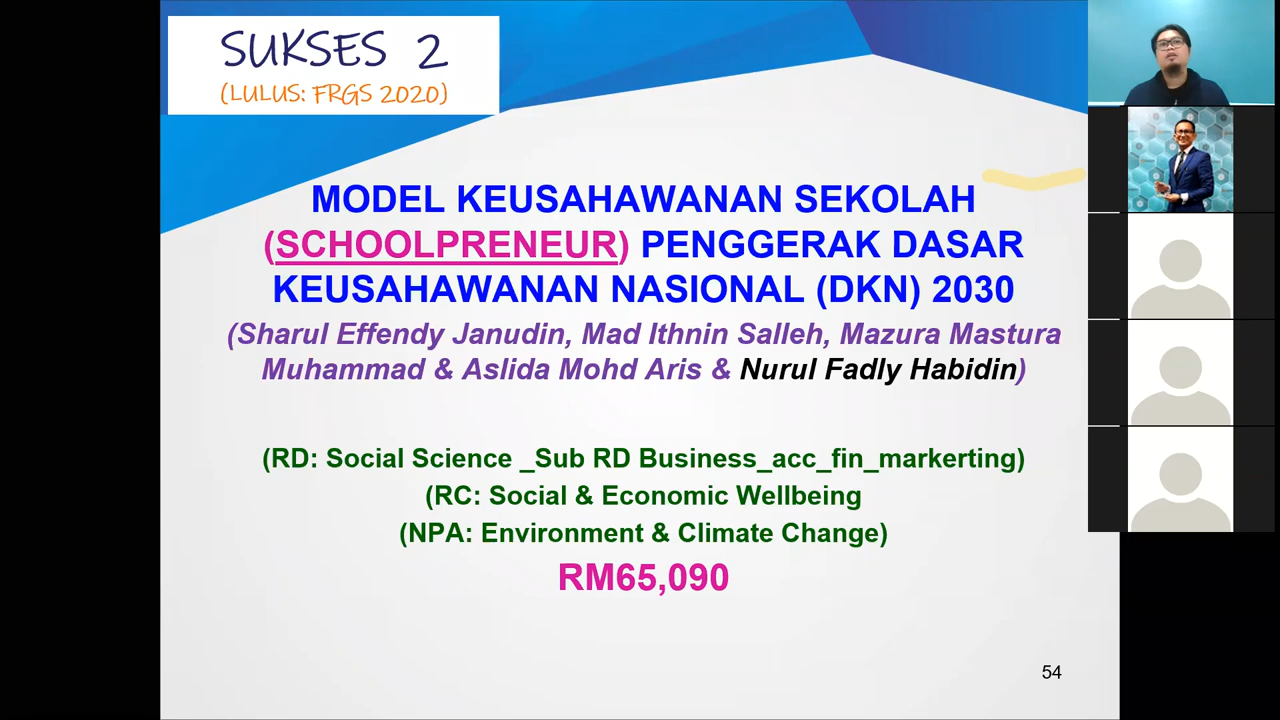 SUKSES 2
(LULUS: FRGS 2020)
MODEL KEUSAHAWANAN SEKOLAH
(SCHOOLPRENEUR) PENGGERAK DASAR
KEUSAHAWANAN NASIONAL (DKN) 2030
(Sharul Effendy Janudin, Mad Ithnin Salleh, Mazura Mastura
Muhammad & Aslida Mohd Aris & Nurul Fadly Habidin)
(RD: Social Science _Sub RD Business_acc_fin_markerting)
(RC: Social & Economic Wellbeing
(NPA: Environment & Climate Change)
RM65,090
54